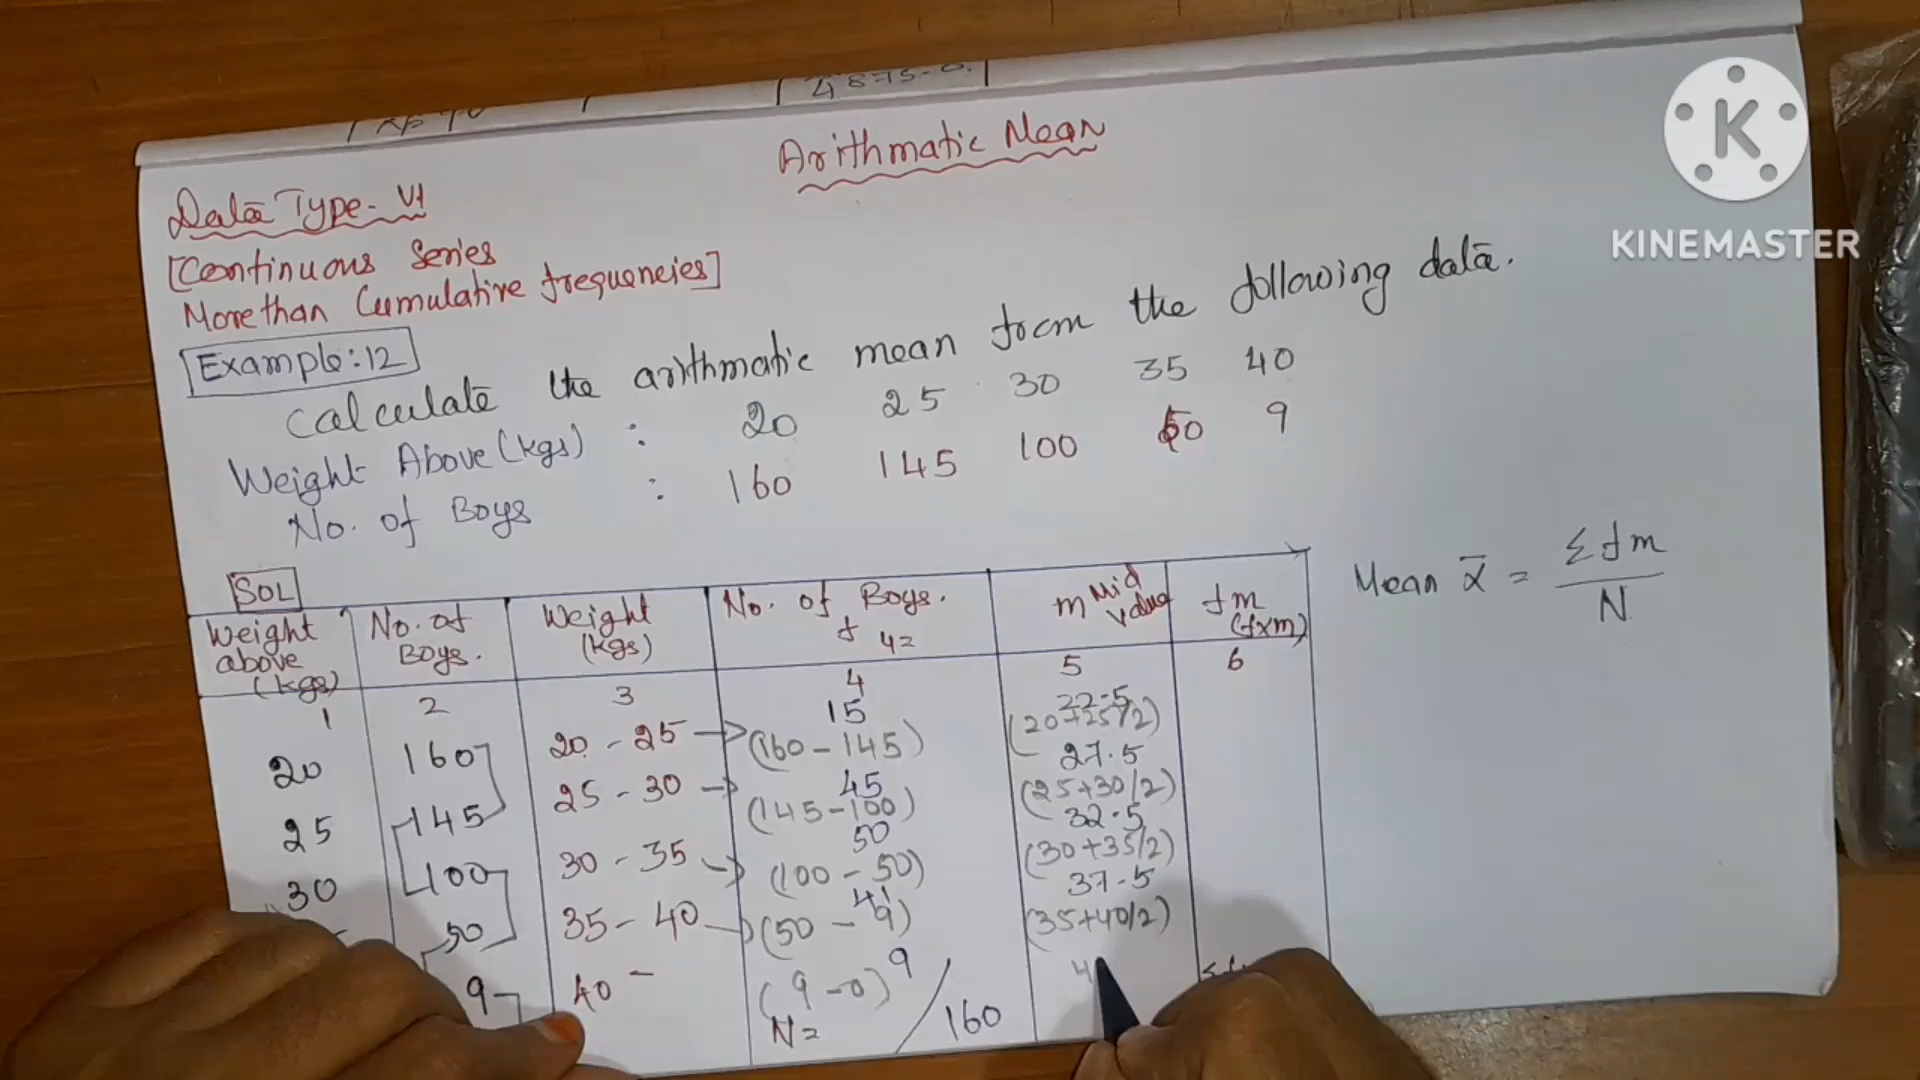 4875-0
Arithmatic Mean
KINEMASTER
Data Type - VI
[Continuous Series
More than Cumulative frequencies]
Example:12
Calculate the arithmatic mean from the following data.
Weight Above (kgs) : 20 25 30 35 40
No. of Boys : 160 145 100 50 9
SOL
Mean x̄ = Σfm / N
Weight above (kgs) No. of Boys. Weight (kgs) No. of Boys. f m Mid value fm (f×m)
1 2 3 4 5 6
20 160 20 - 25 → 15 (160 - 145) 22.5 (20+25/2)
25 145 25 - 30 → 45 (145-100) 27.5 (25+30/2)
30 100 30 - 35 → 50 (100 - 50) 32.5 (30+35/2)
50 35 - 40 → 41 (50 - 9) 37.5 (35+40/2)
9 40 - (9-0) 9 4
N= 160